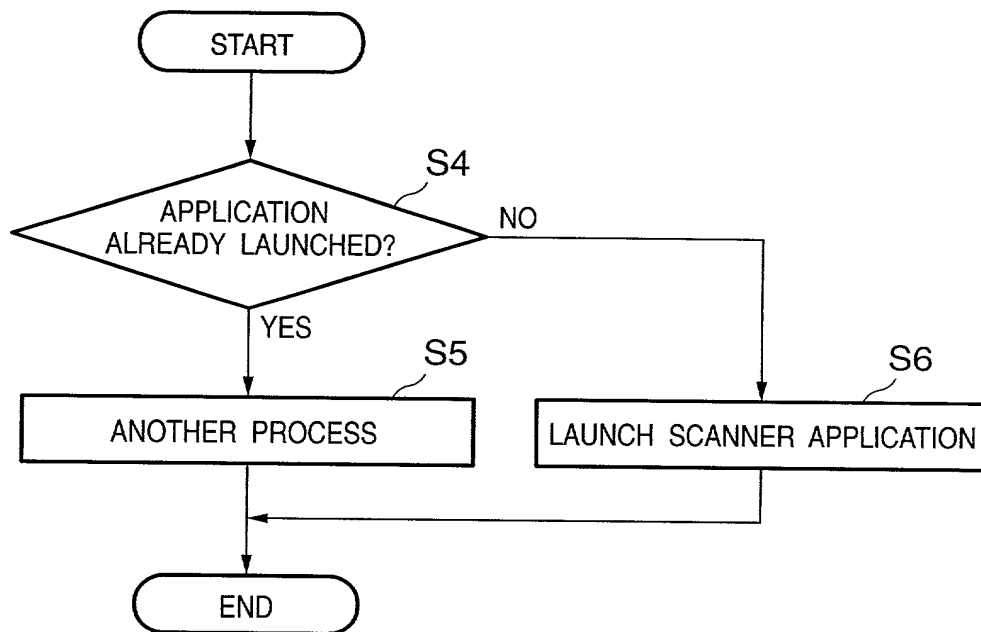 START
S4
APPLICATION
ALREADY LAUNCHED?
NO
YES
S5
ANOTHER PROCESS
S6
LAUNCH SCANNER APPLICATION
END